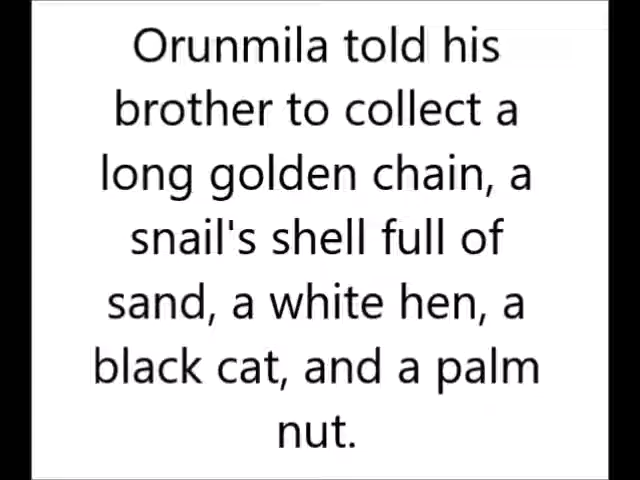 Orunmila told his
brother to collect a
long golden chain, a
snail's shell full of
sand, a white hen, a
black cat, and a palm
nut.